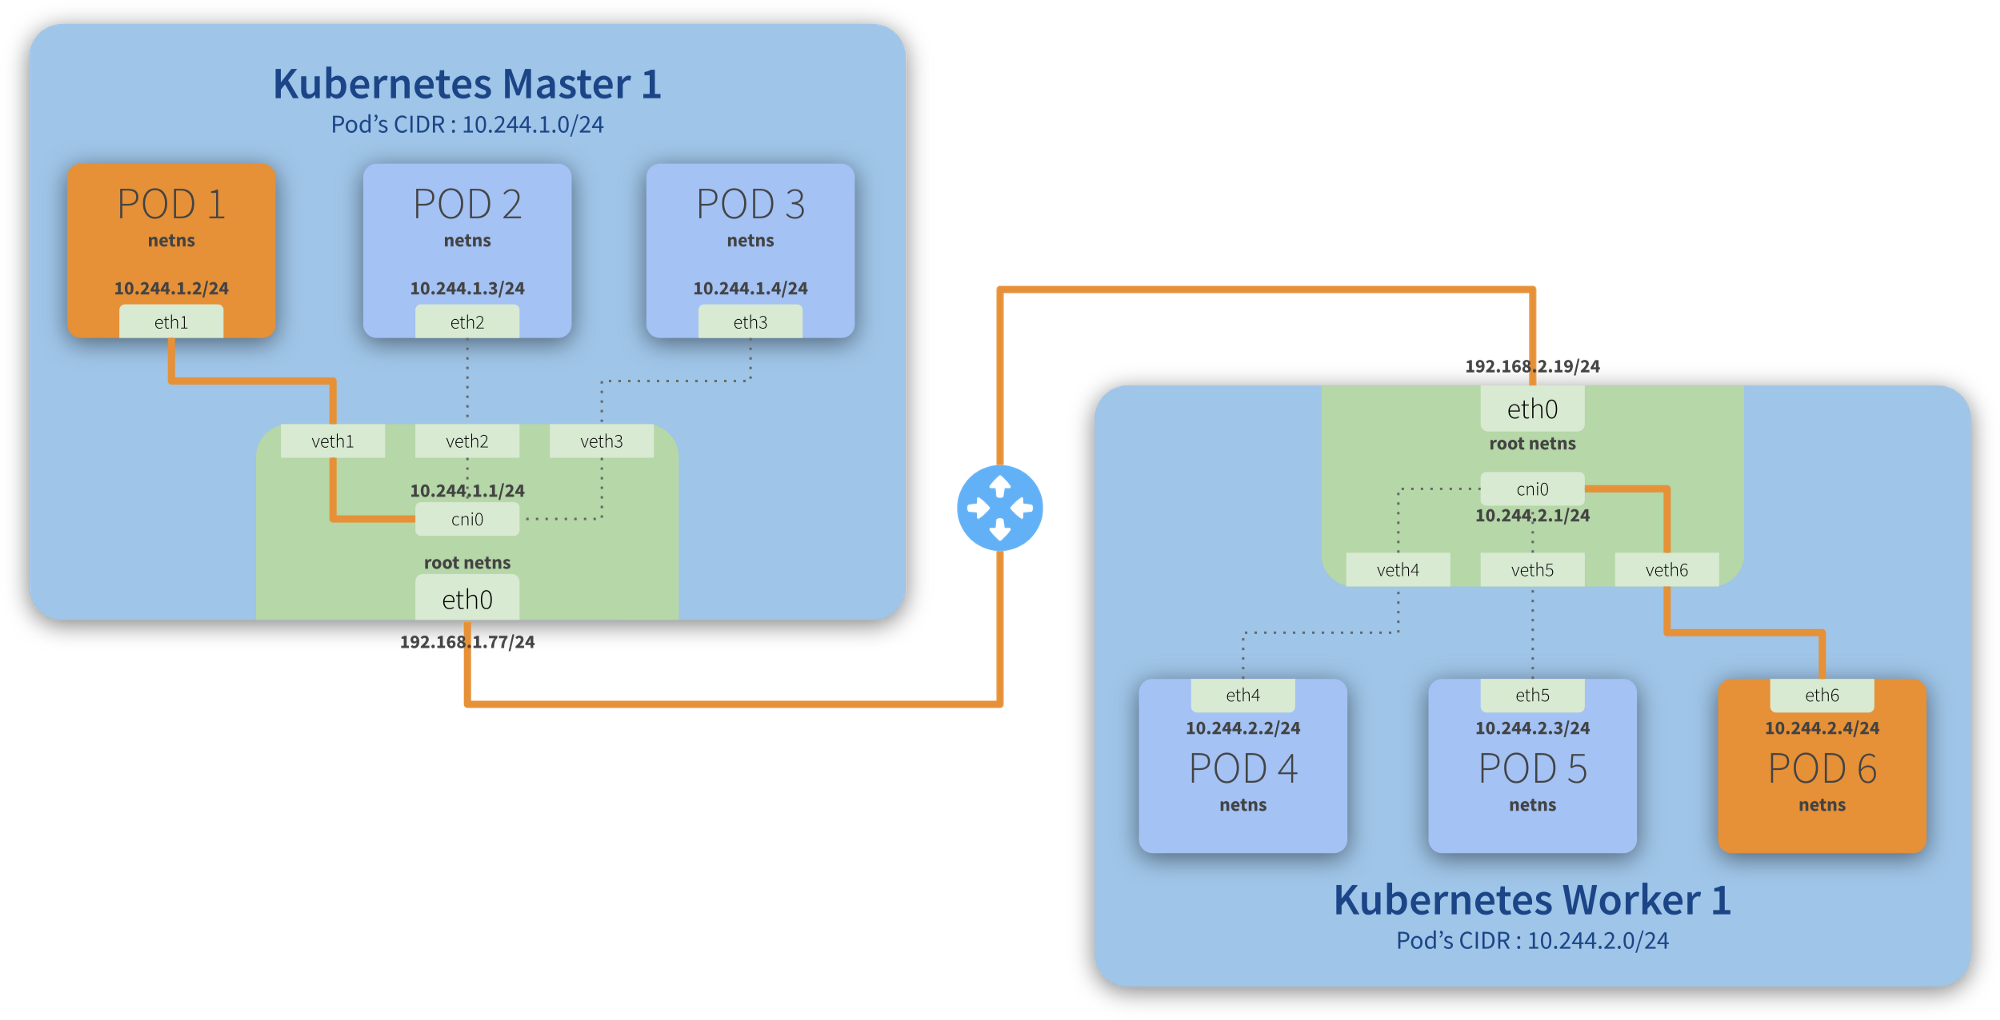 Kubernetes Master 1
Pod’s CIDR : 10.244.1.0/24
POD 1
netns
10.244.1.2/24
eth1
POD 2
netns
10.244.1.3/24
eth2
POD 3
netns
10.244.1.4/24
eth3
veth1
veth2
veth3
10.244.1.1/24
cni0
root netns
eth0
192.168.1.77/24
192.168.2.19/24
eth0
root netns
cni0
10.244.2.1/24
veth4
veth5
veth6
eth4
10.244.2.2/24
POD 4
netns
eth5
10.244.2.3/24
POD 5
netns
eth6
10.244.2.4/24
POD 6
netns
Kubernetes Worker 1
Pod’s CIDR : 10.244.2.0/24